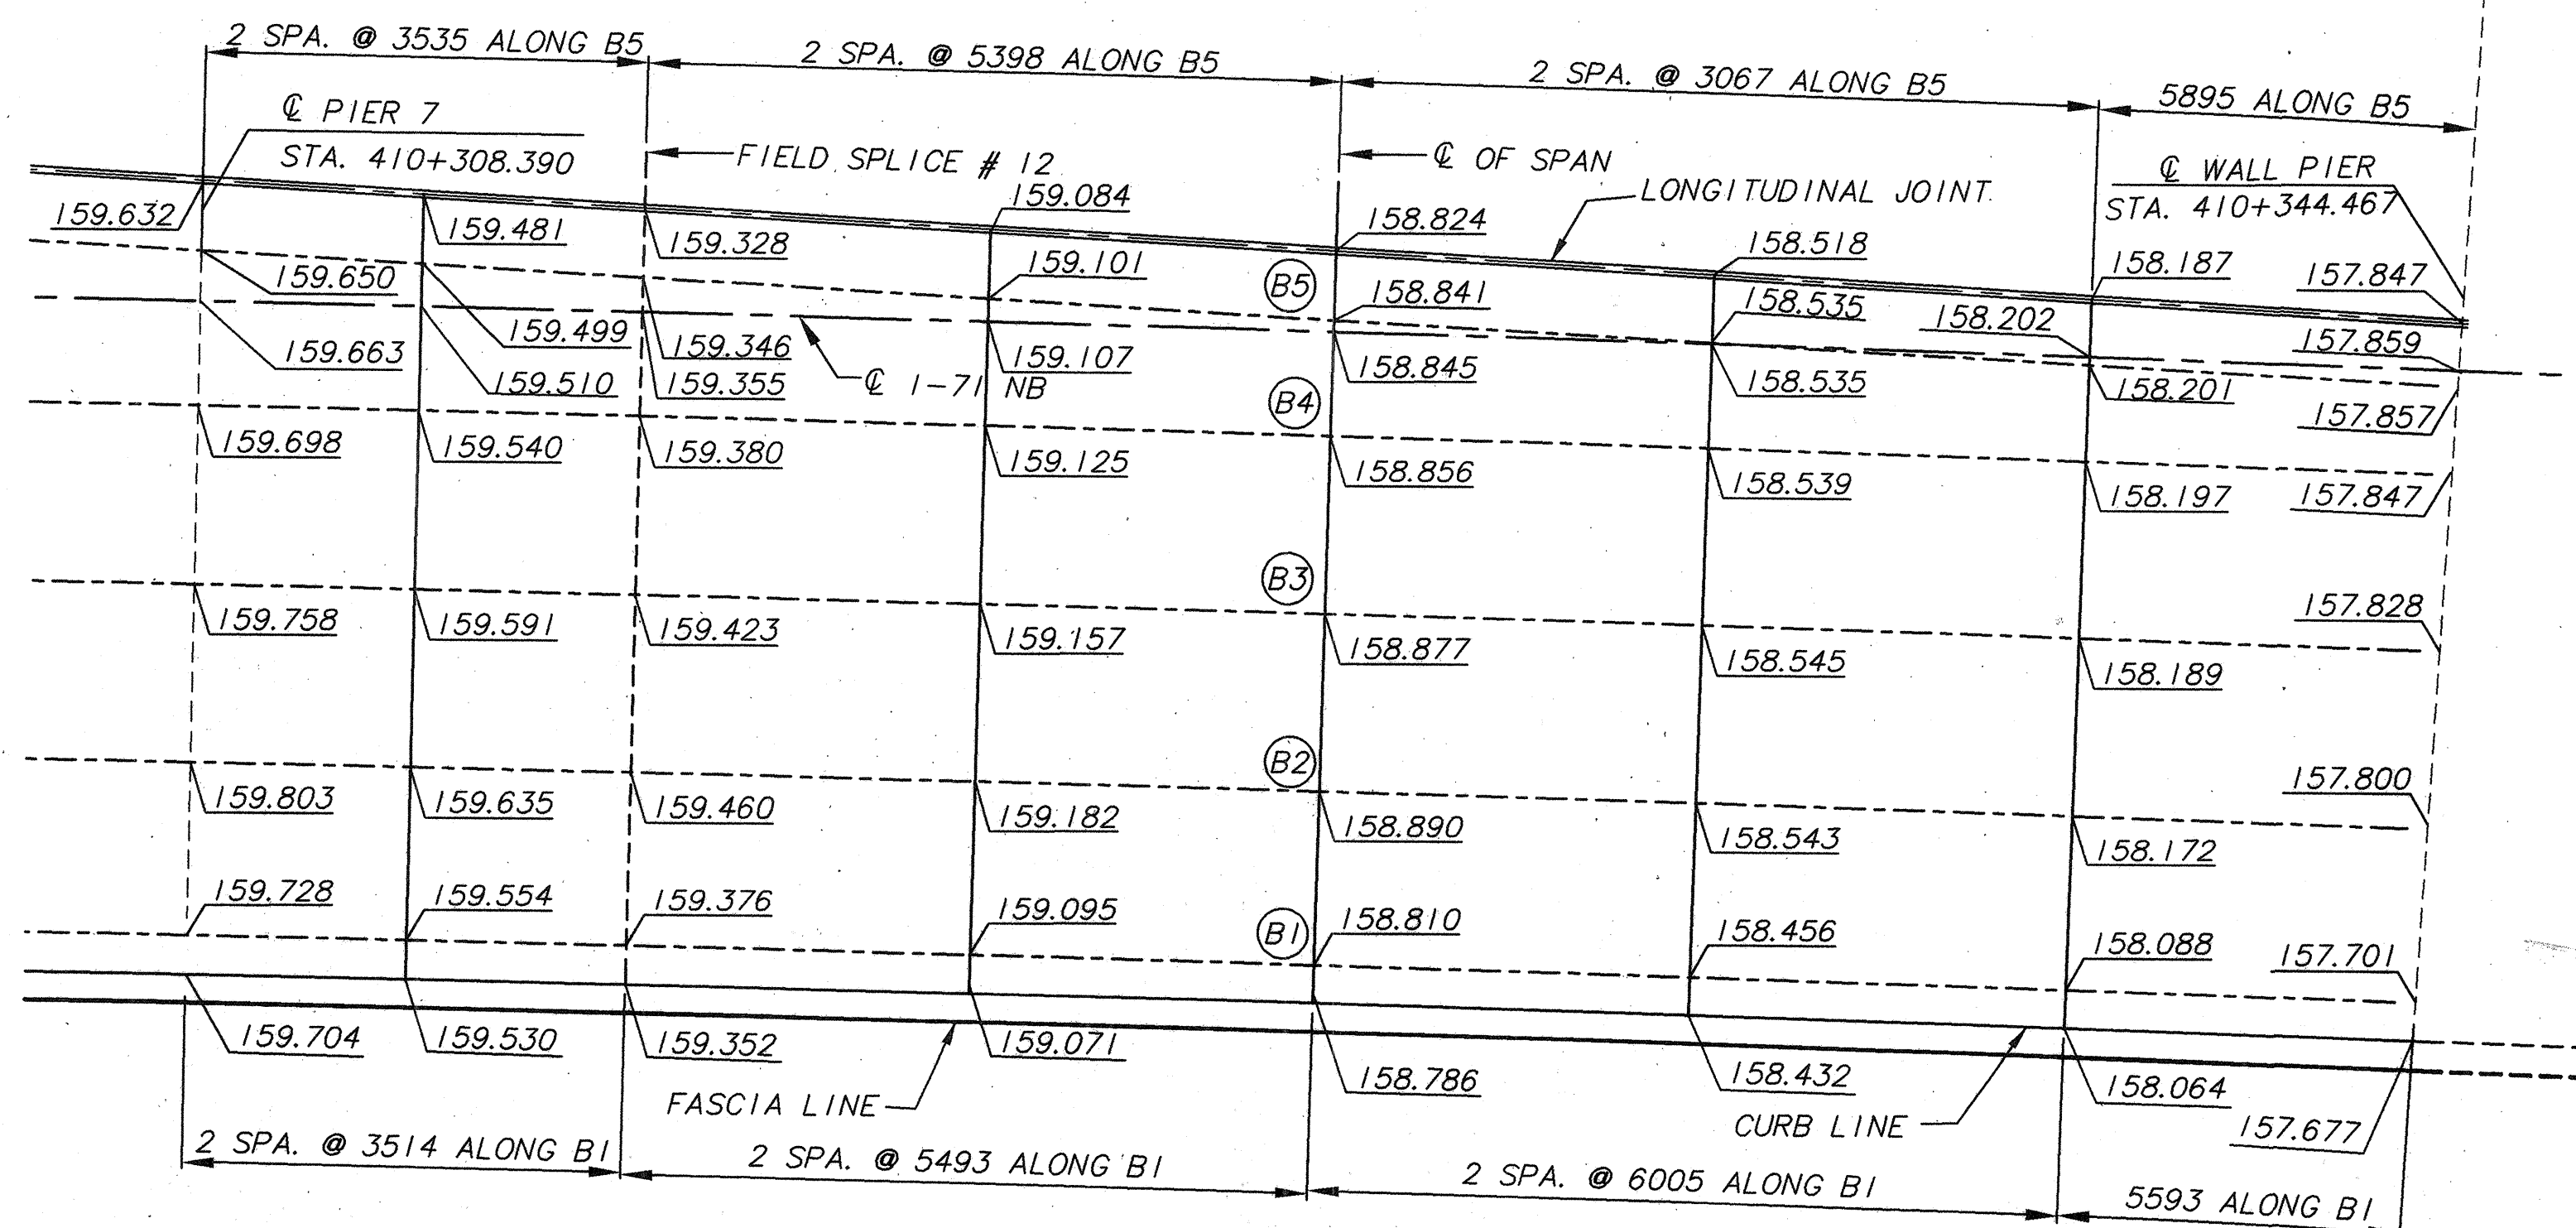 2 SPA. @ 3535 ALONG B5
2 SPA. @ 5398 ALONG B5
2 SPA. @ 3067 ALONG B5
5895 ALONG B5
℄ PIER 7
STA. 410+308.390
FIELD SPLICE # 12
℄ OF SPAN
LONGITUDINAL JOINT
℄ WALL PIER
STA. 410+344.467
159.632
159.481
159.328
159.084
158.824
158.518
158.187
157.847
159.650
159.499
159.346
159.101
B5
158.841
158.535
158.202
157.859
159.663
159.510
159.355
℄ I-71 NB
159.107
158.845
158.535
158.201
157.857
159.698
159.540
159.380
159.125
B4
158.856
158.539
158.197
157.847
159.758
159.591
159.423
159.157
B3
158.877
158.545
158.189
157.828
159.803
159.635
159.460
159.182
B2
158.890
158.543
158.172
157.800
159.728
159.554
159.376
159.095
B1
158.810
158.456
158.088
157.701
159.704
159.530
159.352
159.071
158.786
158.432
158.064
157.677
FASCIA LINE
CURB LINE
2 SPA. @ 3514 ALONG B1
2 SPA. @ 5493 ALONG B1
2 SPA. @ 6005 ALONG B1
5593 ALONG B1